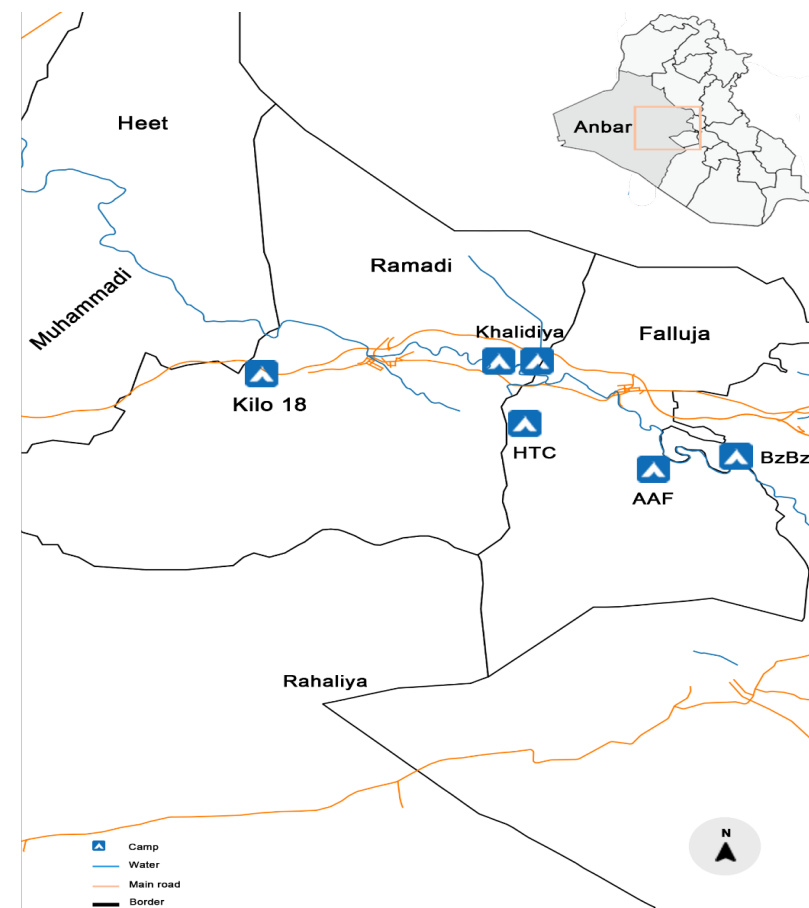 Heet
Anbar
Muhammadi
Ramadi
Khalidiya
Falluja
Kilo 18
HTC
BzBz
AAF
Rahaliya
N
Camp
Water
Main road
Border